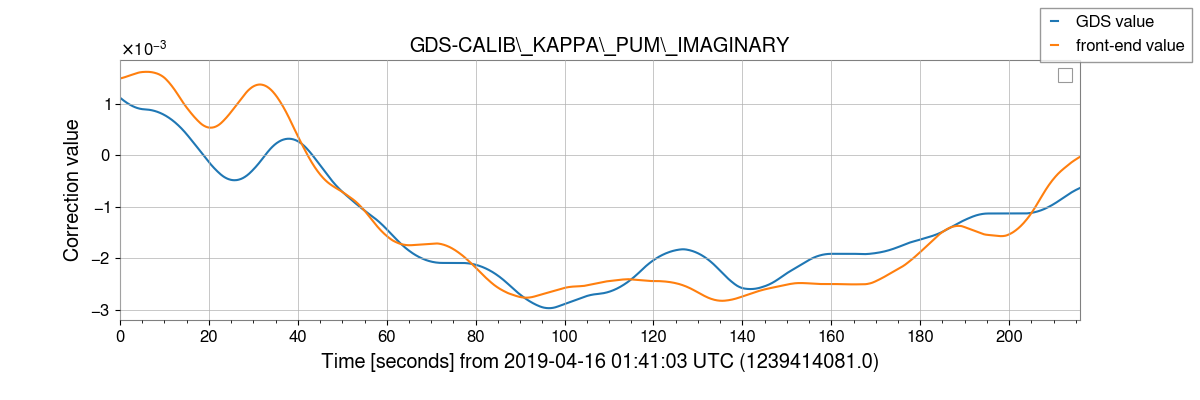 GDS value
front-end value
×10⁻³
GDS-CALIB\_KAPPA\_PUM\_IMAGINARY
Correction value
1
0
−1
−2
−3
0 20 40 60 80 100 120 140 160 180 200
Time [seconds] from 2019-04-16 01:41:03 UTC (1239414081.0)